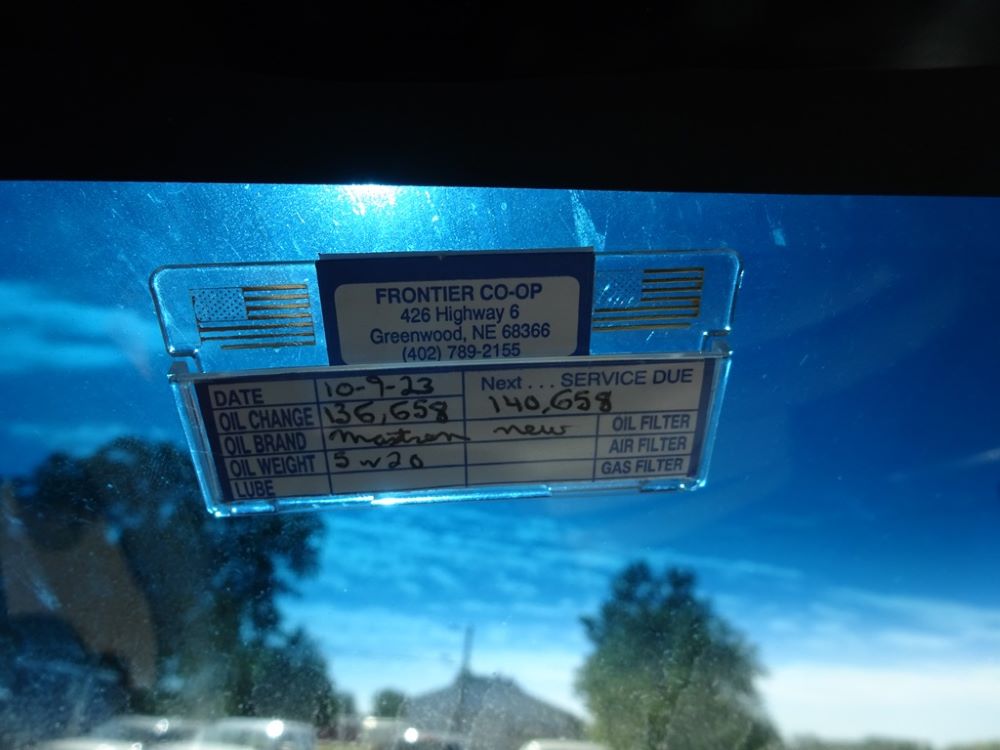 FRONTIER CO-OP
426 Highway 6
Greenwood, NE 68366
(402) 789-2155
DATE 10-9-23 Next ... SERVICE DUE
OIL CHANGE 136,658 140,658
OIL BRAND new OIL FILTER
OIL WEIGHT 5w20 AIR FILTER
LUBE GAS FILTER